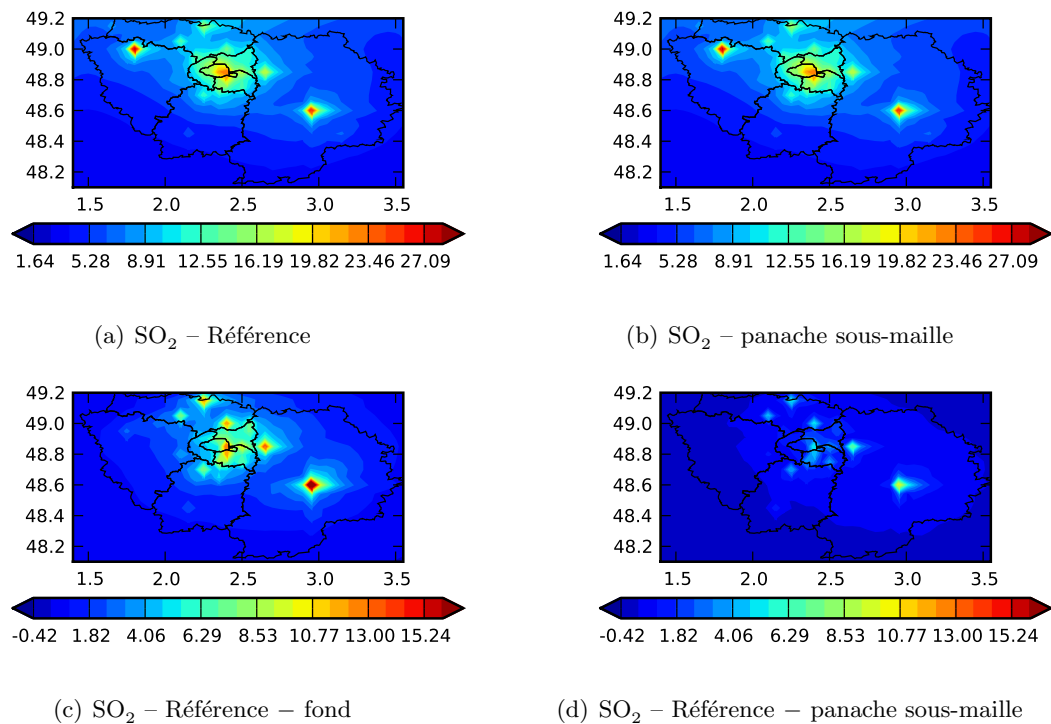 49.2
49.0
48.8
48.6
48.4
48.2
1.5 2.0 2.5 3.0 3.5
1.64 5.28 8.91 12.55 16.19 19.82 23.46 27.09
(a) SO₂ – Référence
49.2
49.0
48.8
48.6
48.4
48.2
1.5 2.0 2.5 3.0 3.5
1.64 5.28 8.91 12.55 16.19 19.82 23.46 27.09
(b) SO₂ – panache sous-maille
49.2
49.0
48.8
48.6
48.4
48.2
1.5 2.0 2.5 3.0 3.5
-0.42 1.82 4.06 6.29 8.53 10.77 13.00 15.24
(c) SO₂ – Référence − fond
49.2
49.0
48.8
48.6
48.4
48.2
1.5 2.0 2.5 3.0 3.5
-0.42 1.82 4.06 6.29 8.53 10.77 13.00 15.24
(d) SO₂ – Référence − panache sous-maille